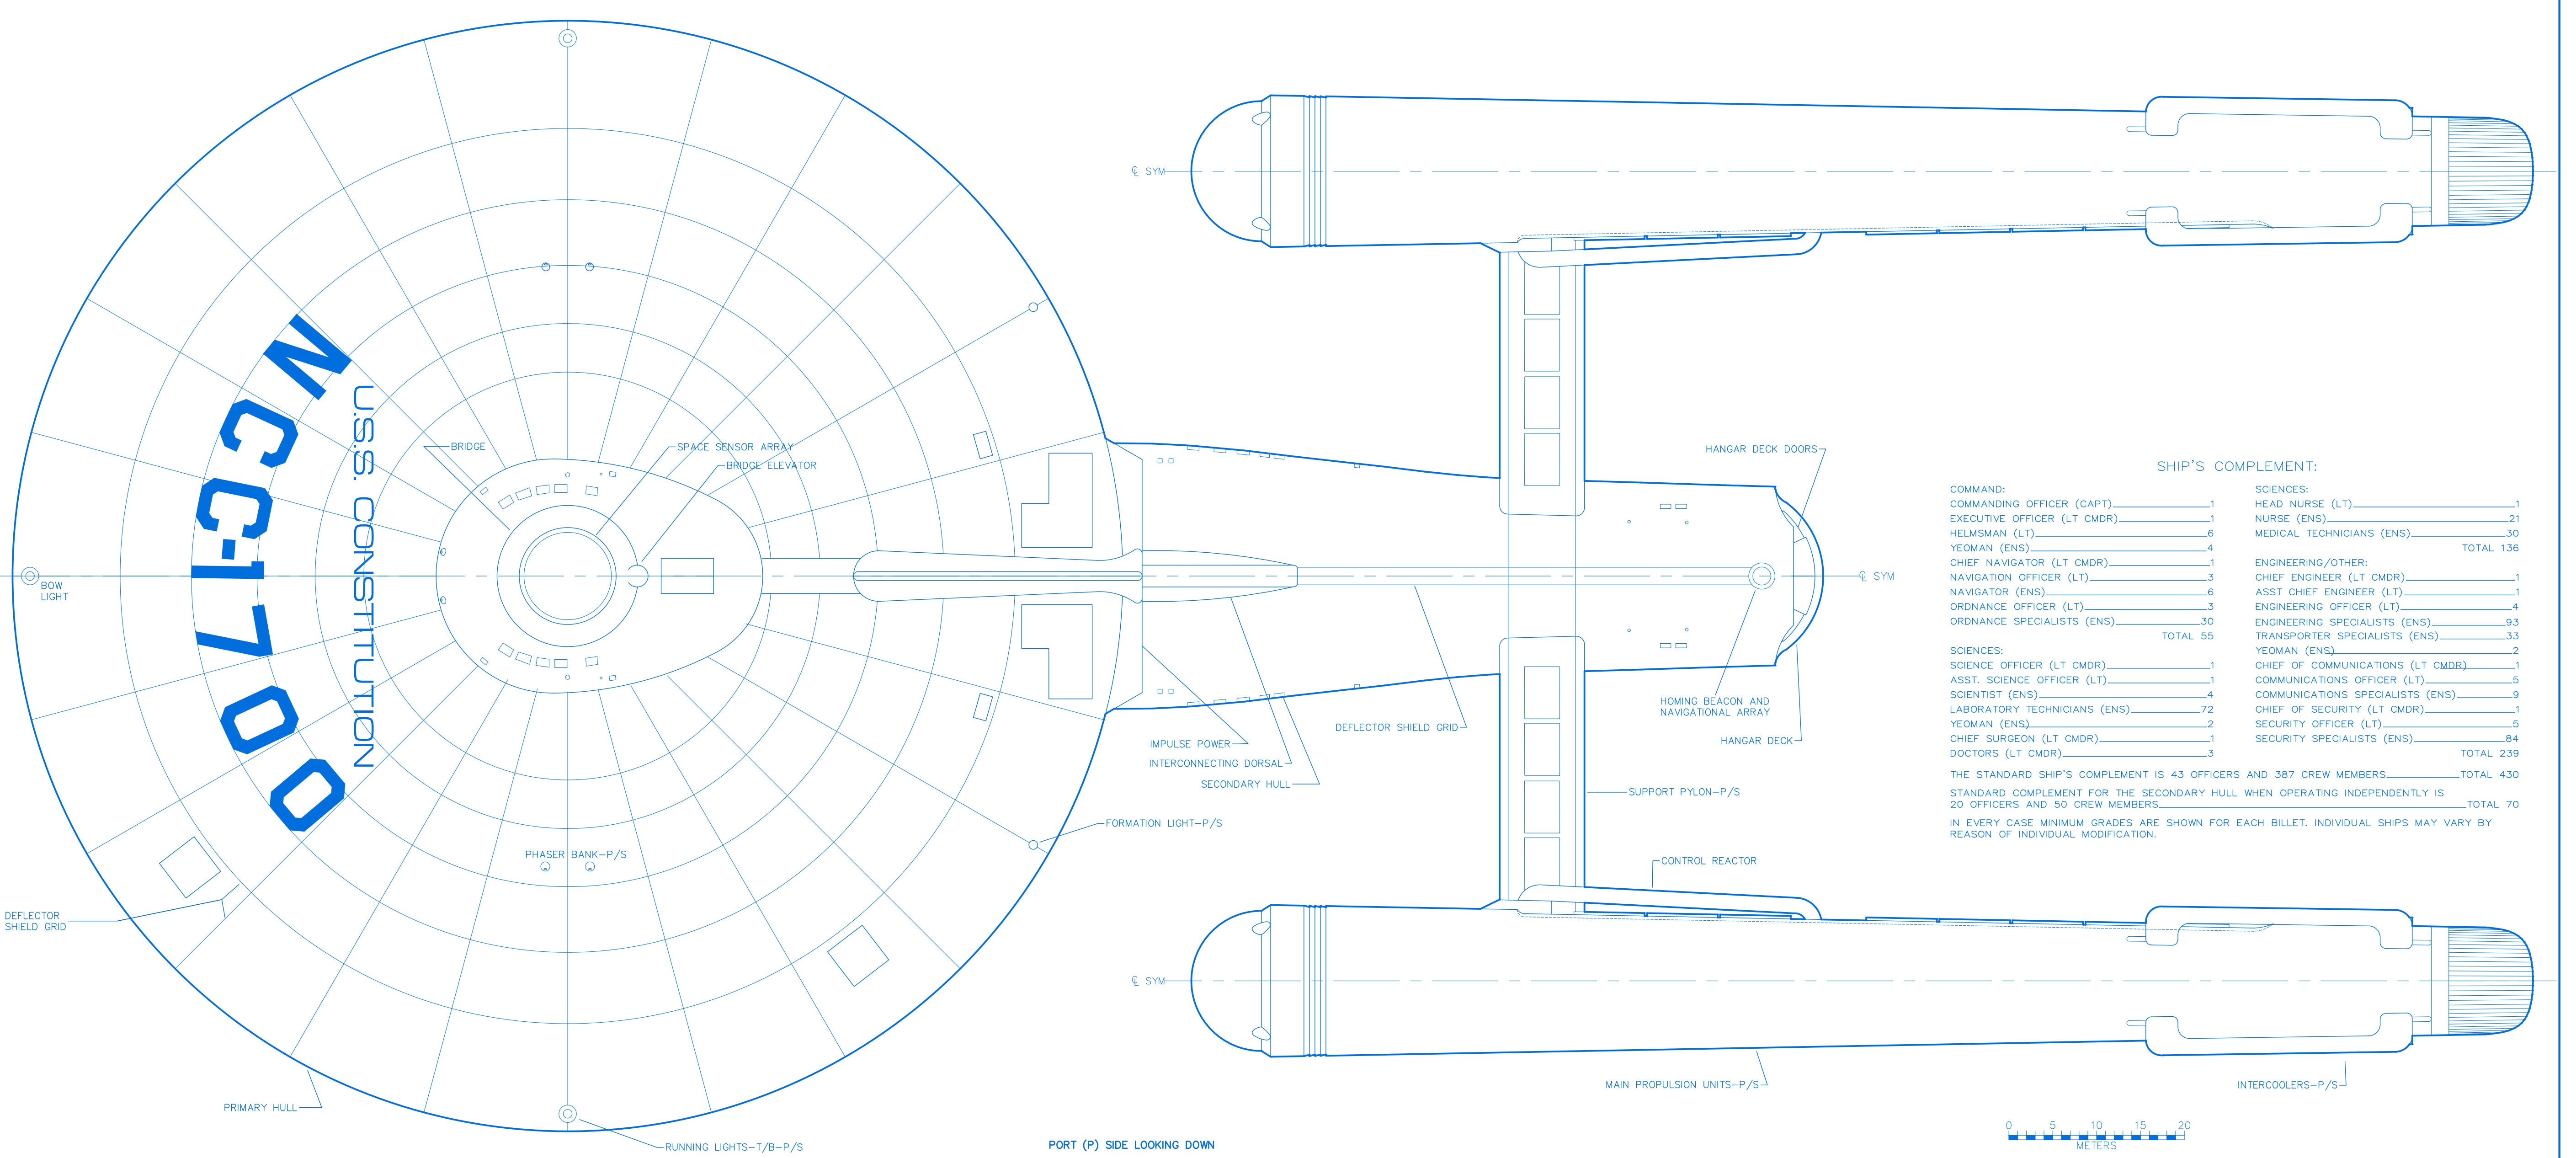 NCC-1700
U.S.S. CONSTITUTION
BRIDGE
SPACE SENSOR ARRAY
BRIDGE ELEVATOR
BOW
LIGHT
PHASER BANK-P/S
DEFLECTOR
SHIELD GRID
PRIMARY HULL
RUNNING LIGHTS-T/B-P/S
FORMATION LIGHT-P/S
IMPULSE POWER
INTERCONNECTING DORSAL
SECONDARY HULL
DEFLECTOR SHIELD GRID
℄ SYM
℄ SYM
℄ SYM
HANGAR DECK DOORS
HOMING BEACON AND
NAVIGATIONAL ARRAY
HANGAR DECK
SUPPORT PYLON-P/S
CONTROL REACTOR
MAIN PROPULSION UNITS-P/S
INTERCOOLERS-P/S
PORT (P) SIDE LOOKING DOWN
SHIP'S COMPLEMENT:
COMMAND:
COMMANDING OFFICER (CAPT) 1
EXECUTIVE OFFICER (LT CMDR) 1
HELMSMAN (LT) 6
YEOMAN (ENS) 4
CHIEF NAVIGATOR (LT CMDR) 1
NAVIGATION OFFICER (LT) 3
NAVIGATOR (ENS) 6
ORDNANCE OFFICER (LT) 3
ORDNANCE SPECIALISTS (ENS) 30
TOTAL 55
SCIENCES:
SCIENCE OFFICER (LT CMDR) 1
ASST. SCIENCE OFFICER (LT) 1
SCIENTIST (ENS) 4
LABORATORY TECHNICIANS (ENS) 72
YEOMAN (ENS) 2
CHIEF SURGEON (LT CMDR) 1
DOCTORS (LT CMDR) 3
SCIENCES:
HEAD NURSE (LT) 1
NURSE (ENS) 21
MEDICAL TECHNICIANS (ENS) 30
TOTAL 136
ENGINEERING/OTHER:
CHIEF ENGINEER (LT CMDR) 1
ASST CHIEF ENGINEER (LT) 1
ENGINEERING OFFICER (LT) 4
ENGINEERING SPECIALISTS (ENS) 93
TRANSPORTER SPECIALISTS (ENS) 33
YEOMAN (ENS) 2
CHIEF OF COMMUNICATIONS (LT CMDR) 1
COMMUNICATIONS OFFICER (LT) 5
COMMUNICATIONS SPECIALISTS (ENS) 9
CHIEF OF SECURITY (LT CMDR) 1
SECURITY OFFICER (LT) 5
SECURITY SPECIALISTS (ENS) 84
TOTAL 239
THE STANDARD SHIP'S COMPLEMENT IS 43 OFFICERS AND 387 CREW MEMBERS TOTAL 430
STANDARD COMPLEMENT FOR THE SECONDARY HULL WHEN OPERATING INDEPENDENTLY IS
20 OFFICERS AND 50 CREW MEMBERS TOTAL 70
IN EVERY CASE MINIMUM GRADES ARE SHOWN FOR EACH BILLET. INDIVIDUAL SHIPS MAY VARY BY
REASON OF INDIVIDUAL MODIFICATION.
0 5 10 15 20
METERS